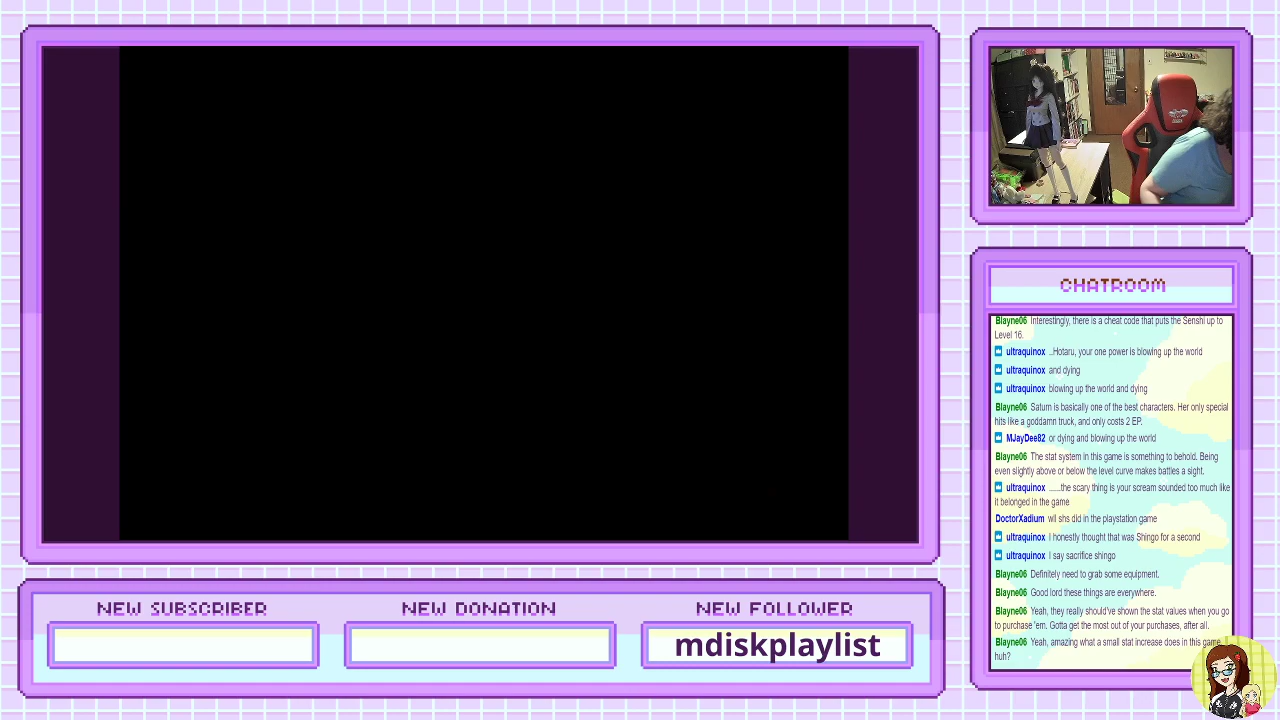 CHATROOM
Blayne06 Interestingly, there is a cheat code that puts the Senshi up to
Level 16.
ultraquinox ..Hotaru, your one power is blowing up the world
ultraquinox and dying
ultraquinox blowing up the world and dying
Blayne06 Saturn is basically one of the best characters. Her only special
hits like a goddamn truck, and only costs 2 EP.
MJayDee82 or dying and blowing up the world
Blayne06 The stat system in this game is something to behold. Being
even slightly above or below the level curve makes battles a sight.
ultraquinox ......the scary thing is your scream sounded too much like
it belonged in the game
DoctorXadium wll shs did in the playstation game
ultraquinox I honestly thought that was Shingo for a second
ultraquinox I say sacrifice shingo
Blayne06 Definitely need to grab some equipment.
Blayne06 Good lord these things are everywhere.
Blayne06 Yeah, they really should've shown the stat values when you go
to purchase 'em. Gotta get the most out of your purchases, after all.
Blayne06 Yeah, amazing what a small stat increase does in this game,
huh?
NEW SUBSCRIBER
NEW DONATION
NEW FOLLOWER
mdiskplaylist